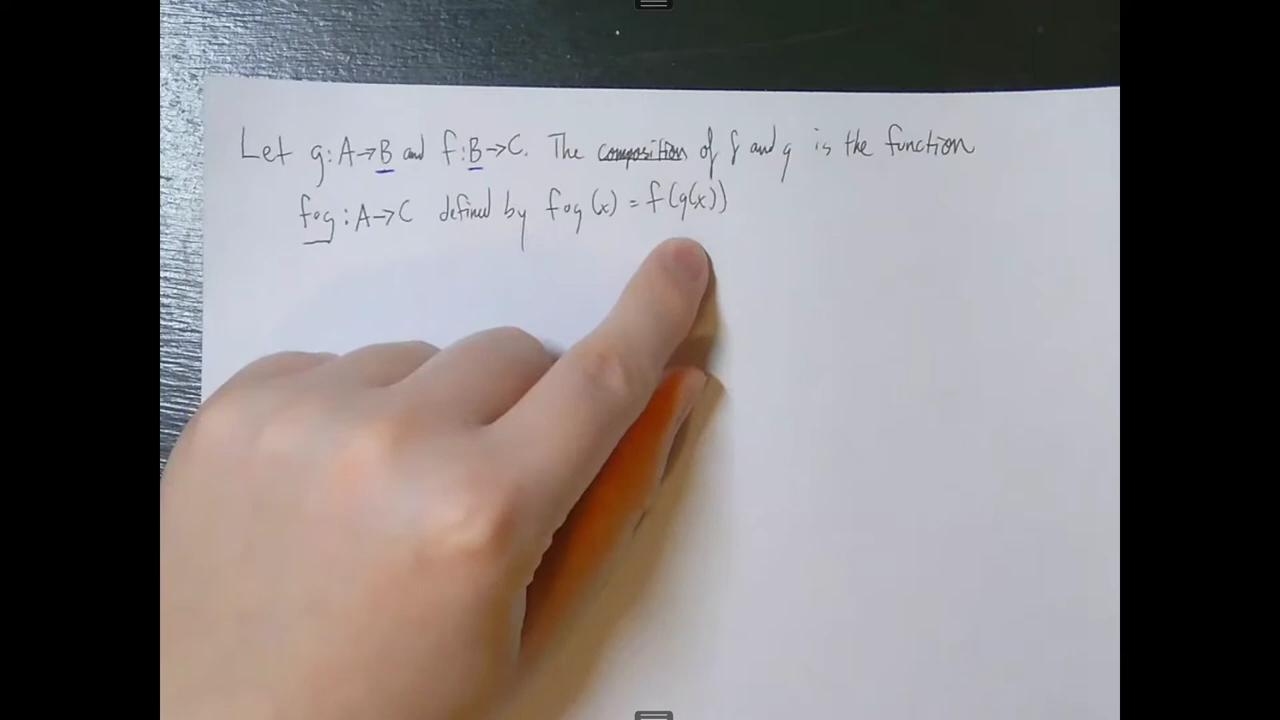 Let g: A→B and f: B→C. The composition of f and g is the function
f∘g : A→C defined by f∘g (x) = f(g(x))